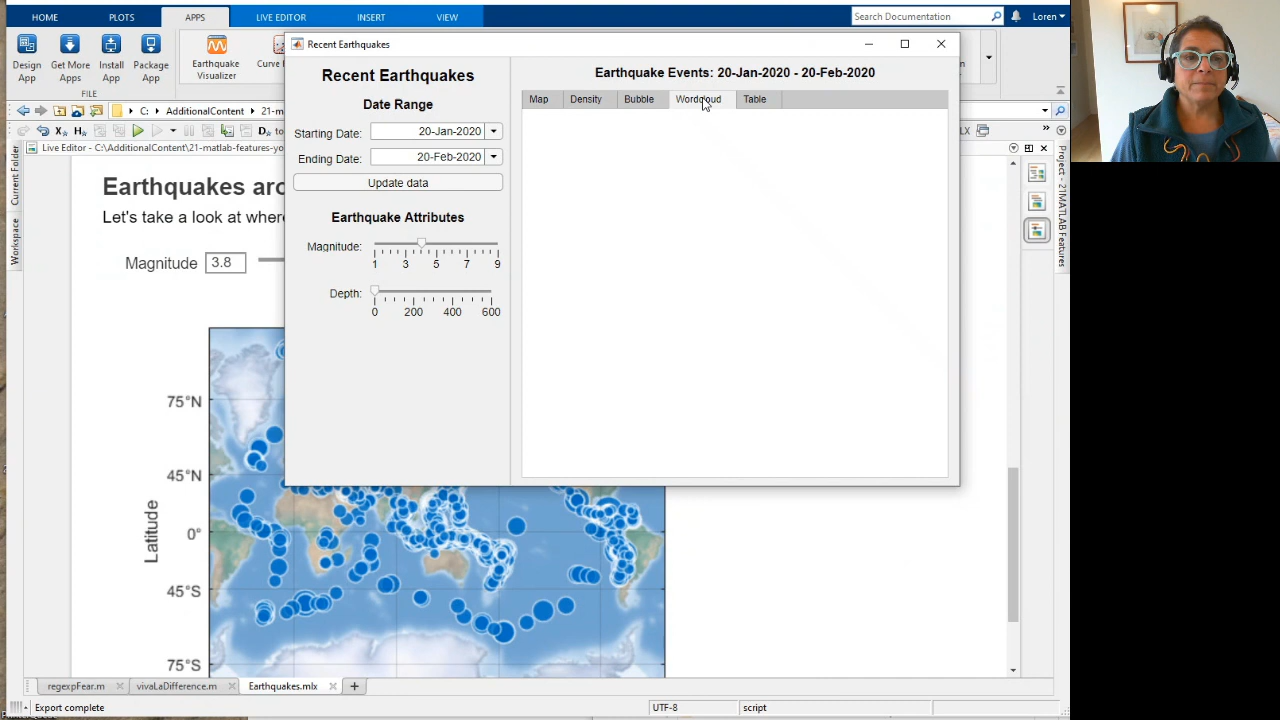 HOME PLOTS APPS LIVE EDITOR INSERT VIEW Search Documentation Loren
Design App
Get More Apps
Install App
Package App
Earthquake Visualizer
FILE
C: AdditionalContent 21-m
Live Editor - C:\AdditionalContent\21-matlab-features-yo
Current Folder
Workspace
Project - 21MATLAB Features
Recent Earthquakes
Recent Earthquakes
Date Range
Starting Date: 20-Jan-2020
Ending Date: 20-Feb-2020
Update data
Earthquake Attributes
Magnitude:
1 3 5 7 9
Depth:
0 200 400 600
Earthquake Events: 20-Jan-2020 - 20-Feb-2020
Map Density Bubble Wordcloud Table
Earthquakes aro
Let's take a look at where
Magnitude 3.8
75°N
45°N
0°
45°S
75°S
Latitude
regexpFear.m vivaLaDifference.m Earthquakes.mlx
Export complete UTF-8 script